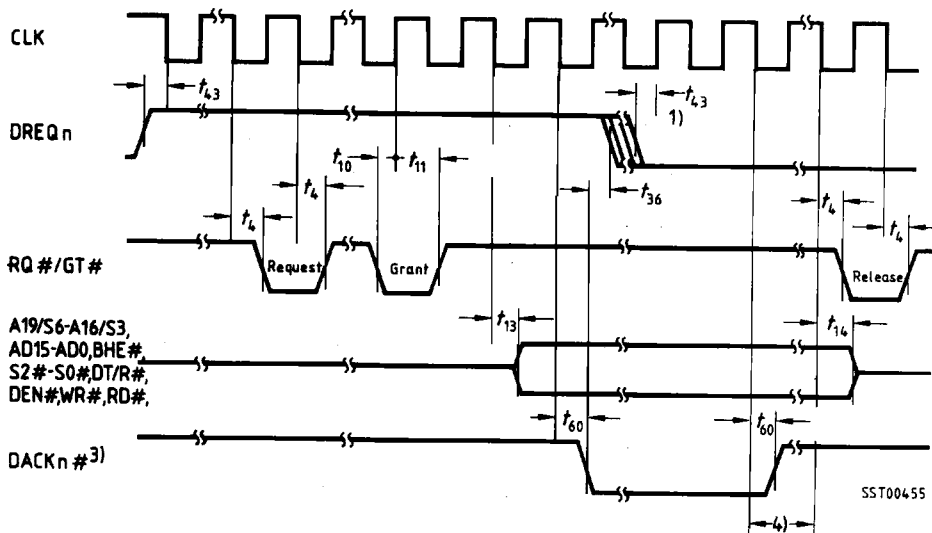 CLK
t43
t43
1)
DREQn
t10
t11
t4
t36
t4
t4
t4
RQ#/GT#
Request
Grant
Release
A19/S6-A16/S3,
AD15-AD0,BHE#,
S2#-S0#,DT/R#,
DEN#,WR#,RD#,
t13
t14
t60
t60
DACKn#3)
4)
SST00455